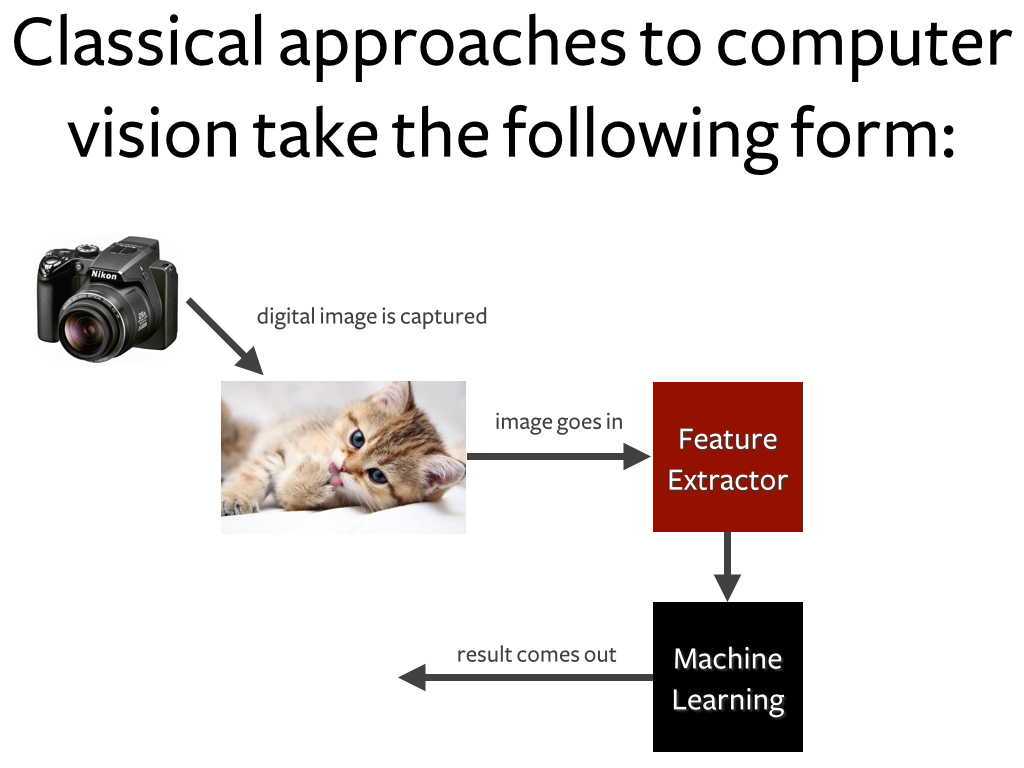 Classical approaches to computer
vision take the following form:
Nikon
digital image is captured
image goes in
Feature
Extractor
result comes out
Machine
Learning